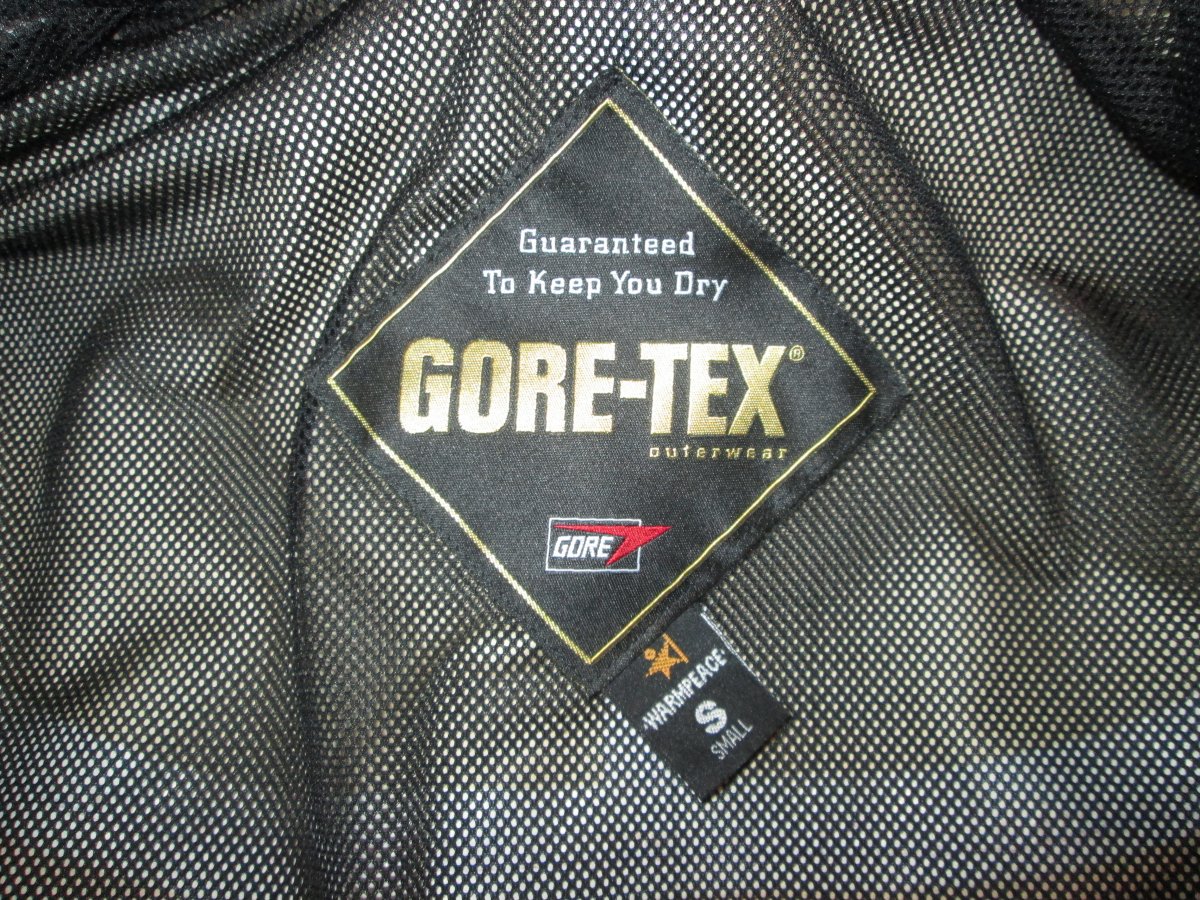 Guaranteed
To Keep You Dry
GORE-TEX®
outerwear
GORE
·WARMPEACE·
S
SMALL